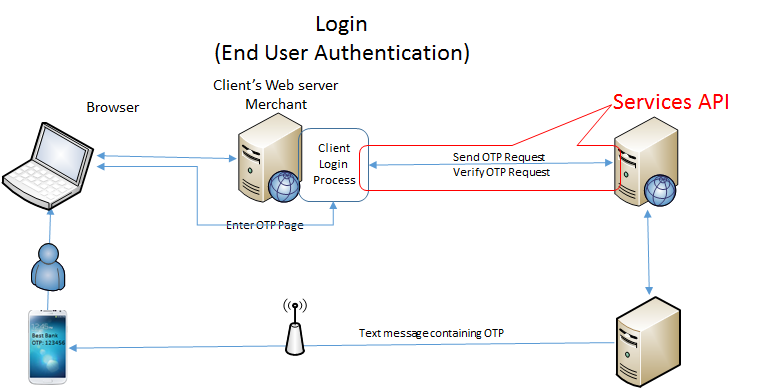 Login
(End User Authentication)
Client's Web server
Merchant
Browser
Services API
Client
Login
Process
Send OTP Request
Verify OTP Request
Enter OTP Page
Best Bank
OTP: 123456
Text message containing OTP